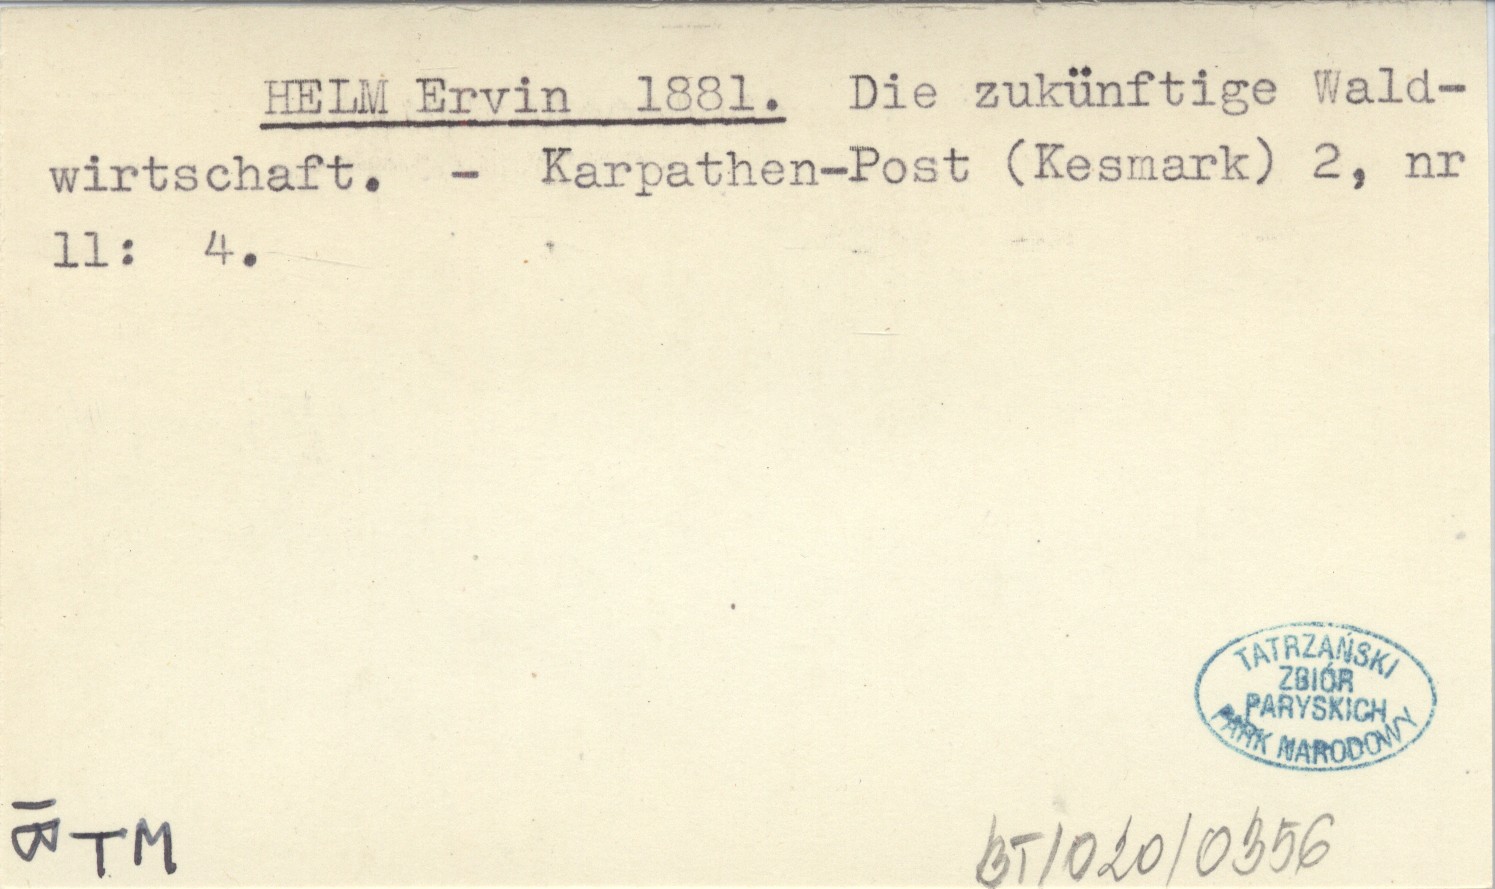 HELM Ervin 1881. Die zukünftige Wald-
wirtschaft. - Karpathen-Post (Kesmark) 2, nr
11: 4.
TATRZAŃSKI
ZBIÓR
PARYSKICH
PARK NARODOWY
TM
BT/020/0356